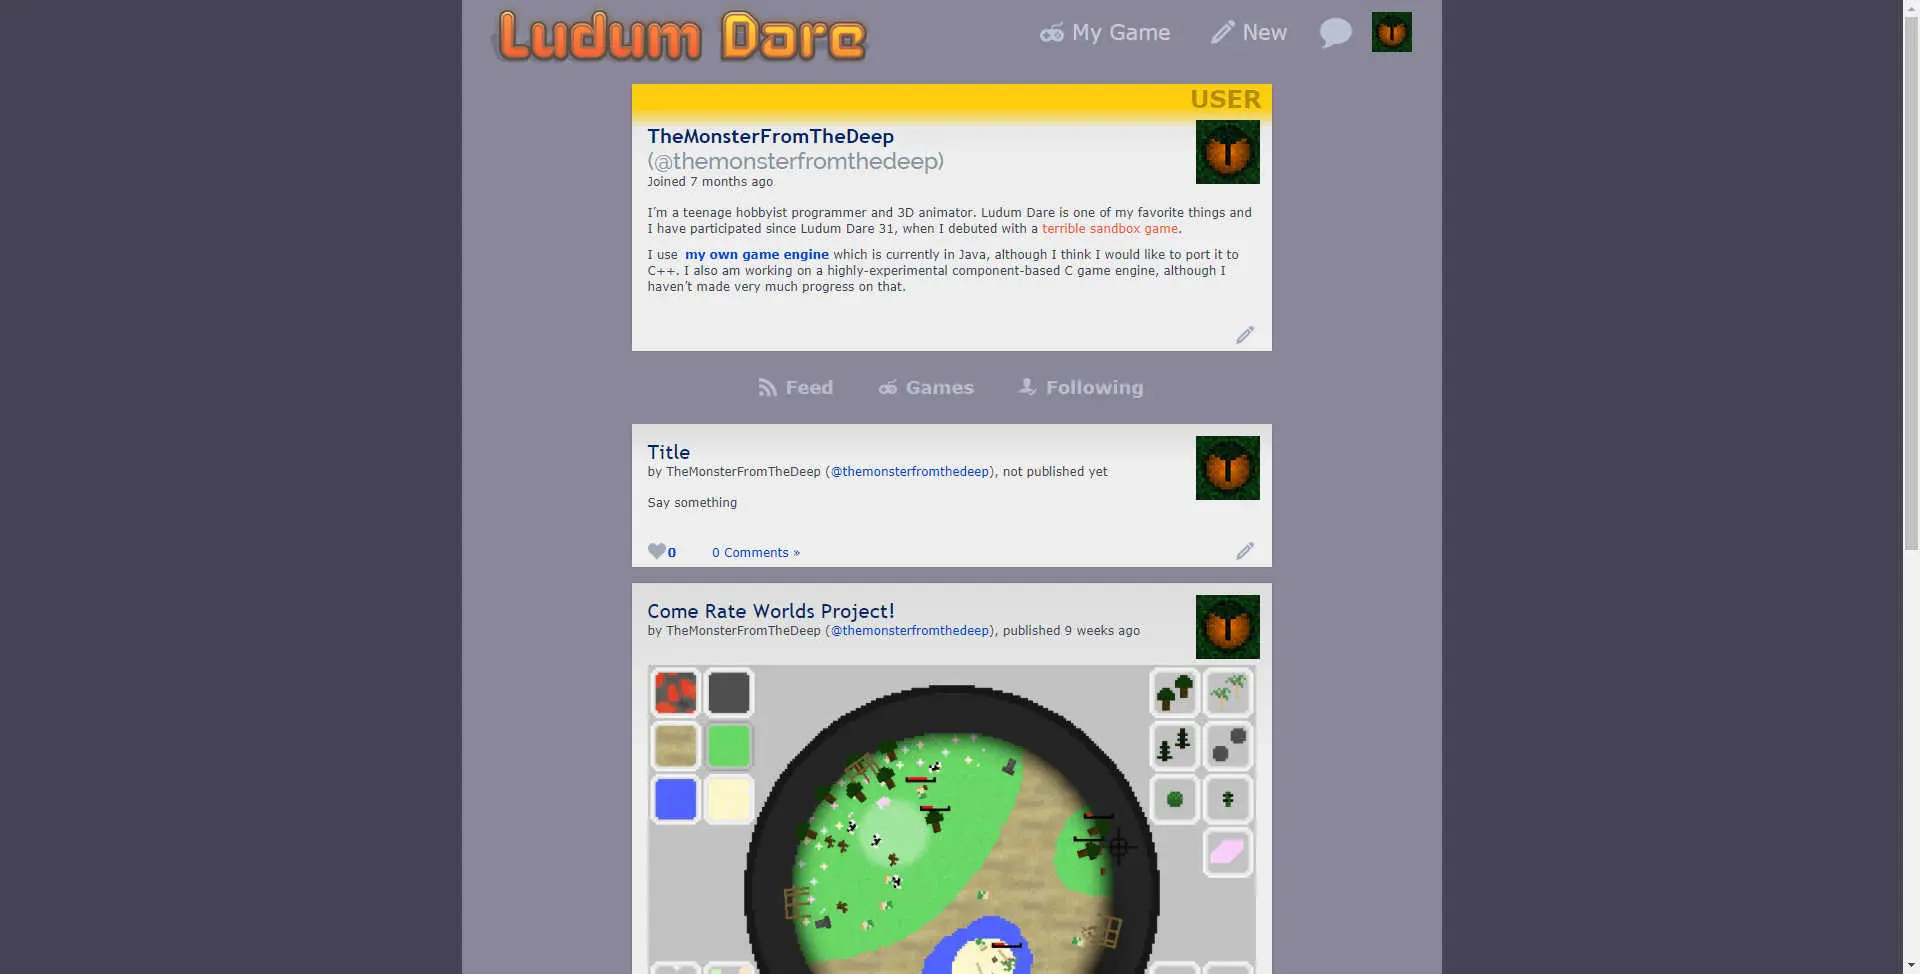 Ludum Dare
My Game
New
USER
TheMonsterFromTheDeep
(@themonsterfromthedeep)
Joined 7 months ago
I'm a teenage hobbyist programmer and 3D animator. Ludum Dare is one of my favorite things and
I have participated since Ludum Dare 31, when I debuted with a terrible sandbox game.
I use my own game engine which is currently in Java, although I think I would like to port it to
C++. I also am working on a highly-experimental component-based C game engine, although I
haven't made very much progress on that.
Feed
Games
Following
Title
by TheMonsterFromTheDeep (@themonsterfromthedeep), not published yet
Say something
0
0 Comments »
Come Rate Worlds Project!
by TheMonsterFromTheDeep (@themonsterfromthedeep), published 9 weeks ago